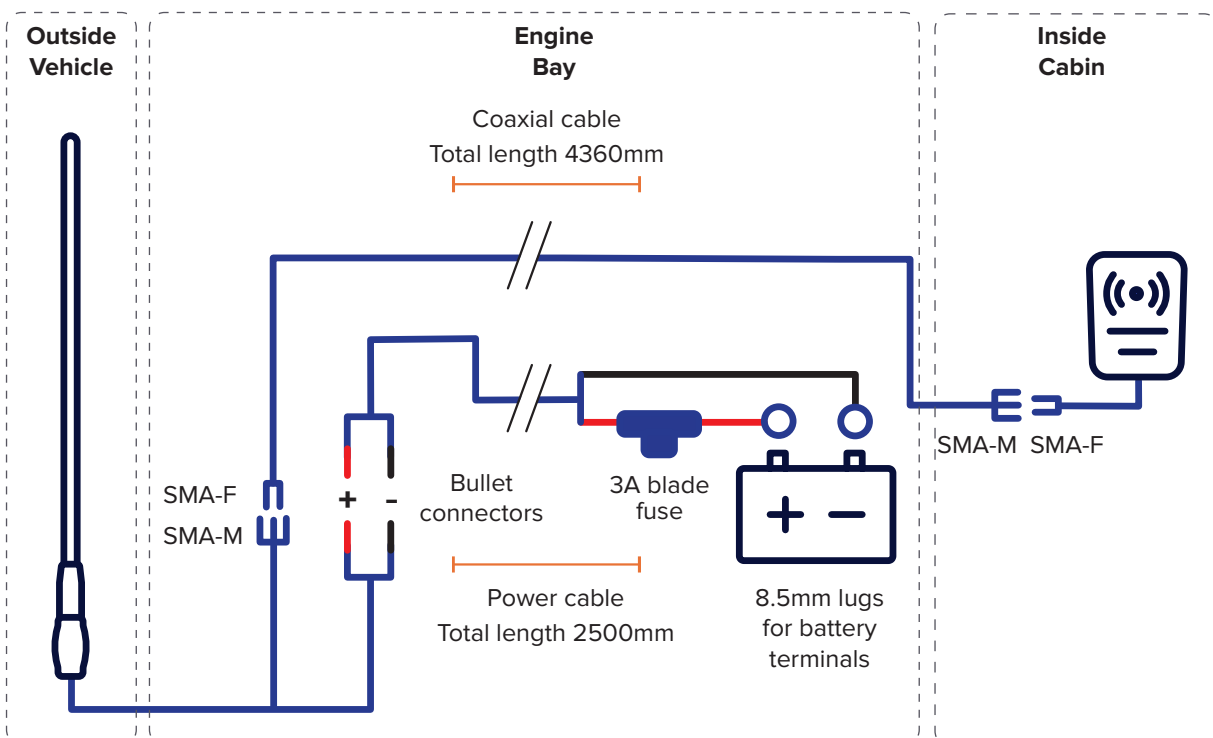 Outside
Vehicle
Engine
Bay
Inside
Cabin
Coaxial cable
Total length 4360mm
SMA-M SMA-F
SMA-F
SMA-M
+ -
Bullet
connectors
3A blade
fuse
+ −
Power cable
Total length 2500mm
8.5mm lugs
for battery
terminals